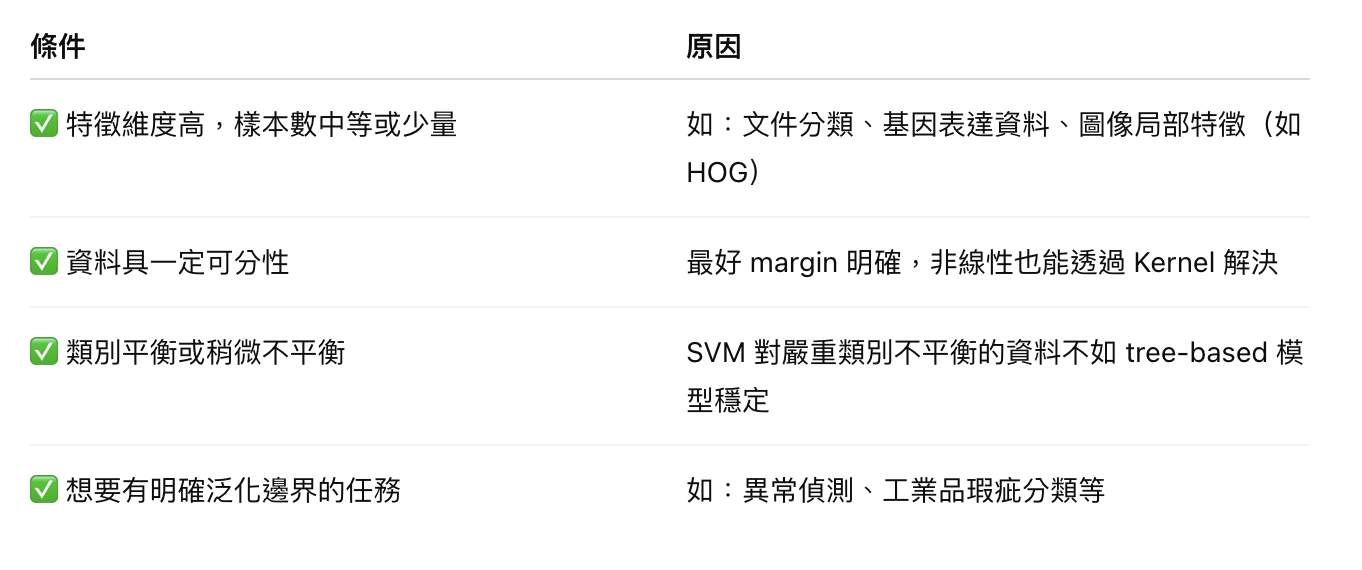 條件
原因
✅ 特徵維度高，樣本數中等或少量
如：文件分類、基因表達資料、圖像局部特徵（如
HOG）
✅ 資料具一定可分性
最好 margin 明確，非線性也能透過 Kernel 解決
✅ 類別平衡或稍微不平衡
SVM 對嚴重類別不平衡的資料不如 tree-based 模
型穩定
✅ 想要有明確泛化邊界的任務
如：異常偵測、工業品瑕疵分類等